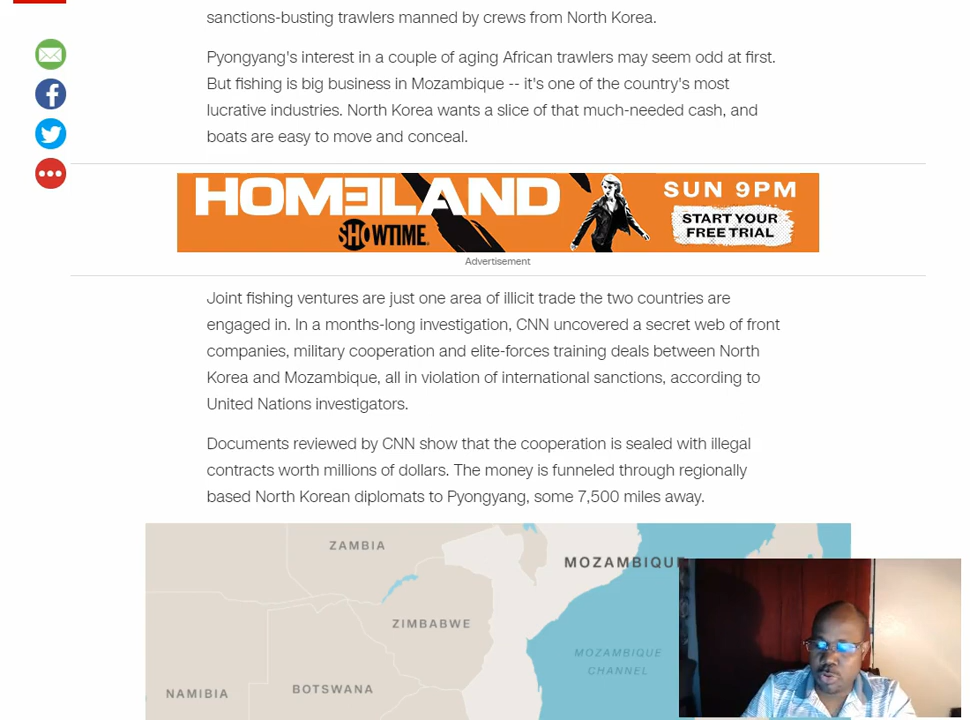 sanctions-busting trawlers manned by crews from North Korea.
Pyongyang's interest in a couple of aging African trawlers may seem odd at first.
But fishing is big business in Mozambique -- it's one of the country's most
lucrative industries. North Korea wants a slice of that much-needed cash, and
boats are easy to move and conceal.
HOMELAND
SHOWTIME
SUN 9PM
START YOUR
FREE TRIAL
Advertisement
Joint fishing ventures are just one area of illicit trade the two countries are
engaged in. In a months-long investigation, CNN uncovered a secret web of front
companies, military cooperation and elite-forces training deals between North
Korea and Mozambique, all in violation of international sanctions, according to
United Nations investigators.
Documents reviewed by CNN show that the cooperation is sealed with illegal
contracts worth millions of dollars. The money is funneled through regionally
based North Korean diplomats to Pyongyang, some 7,500 miles away.
ZAMBIA
MOZAMBIQU
ZIMBABWE
MOZAMBIQUE
CHANNEL
NAMIBIA
BOTSWANA